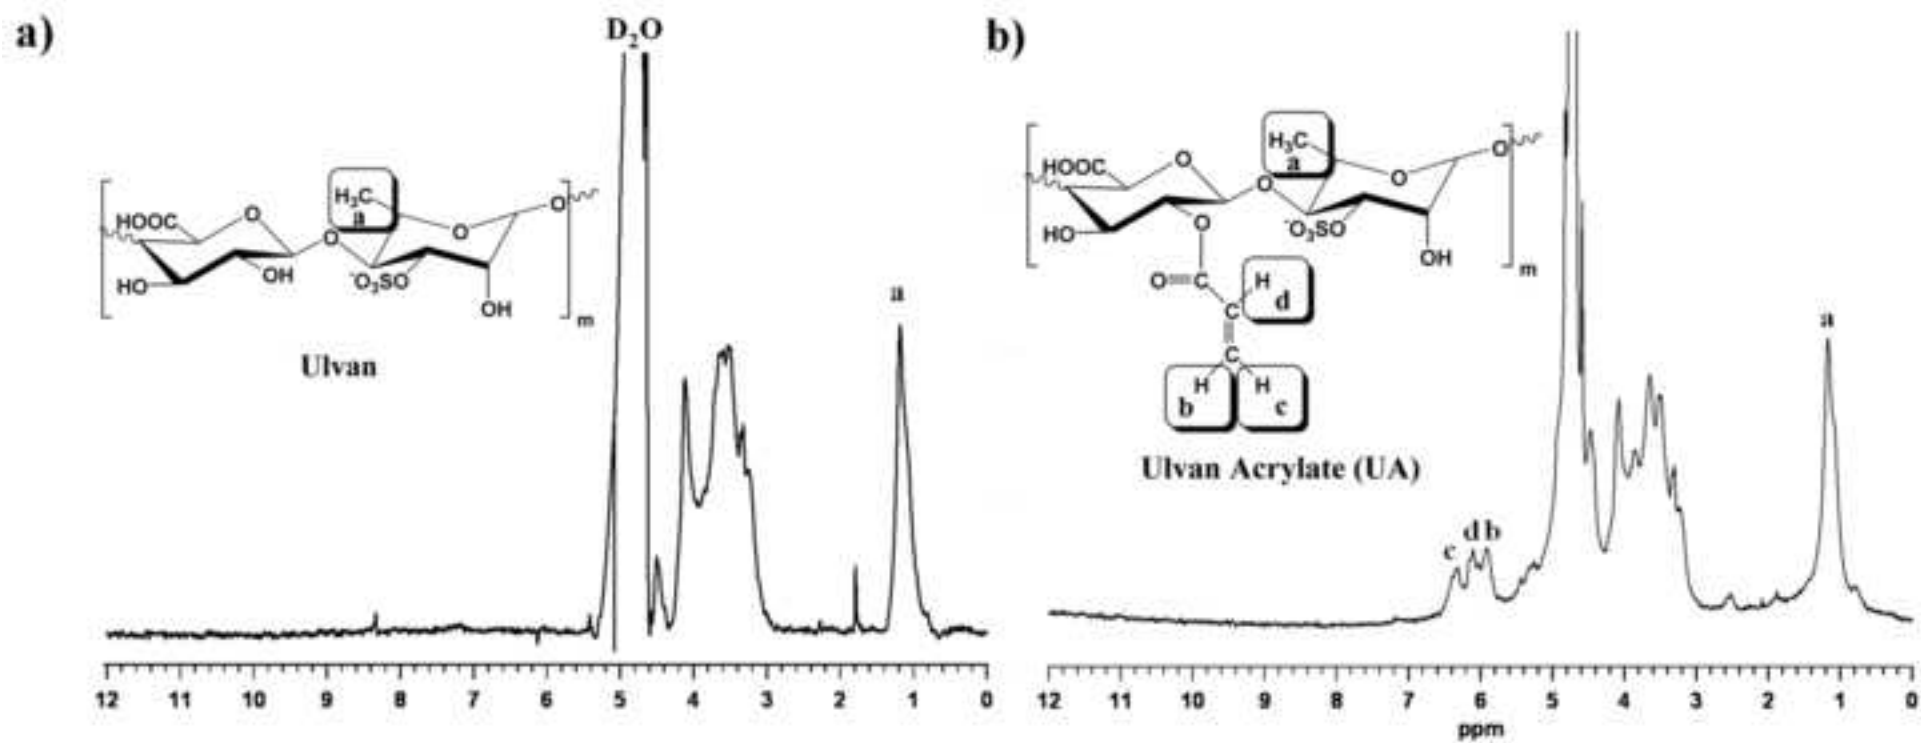 a)
D₂O
H₃C
a
HOOC
O
O
O
O
HO
OH
⁻O₃SO
OH
m
Ulvan
a
12 11 10 9 8 7 6 5 4 3 2 1 0
b)
H₃C
a
HOOC
O
O
O
O
HO
O
⁻O₃SO
OH
m
O
C
H
d
C
C
H
H
b
c
Ulvan Acrylate (UA)
a
c
d b
12 11 10 9 8 7 6 5 4 3 2 1 0
ppm